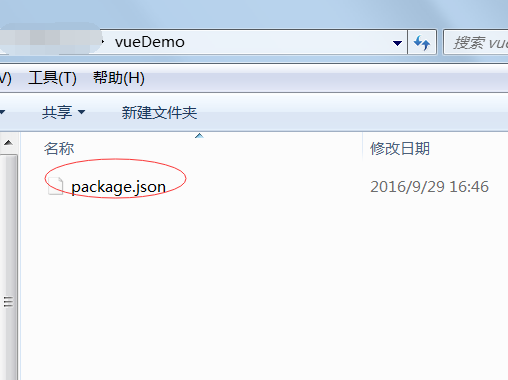 vueDemo
搜索 vue
V) 工具(T) 帮助(H)
共享 新建文件夹
名称 修改日期
package.json 2016/9/29 16:46